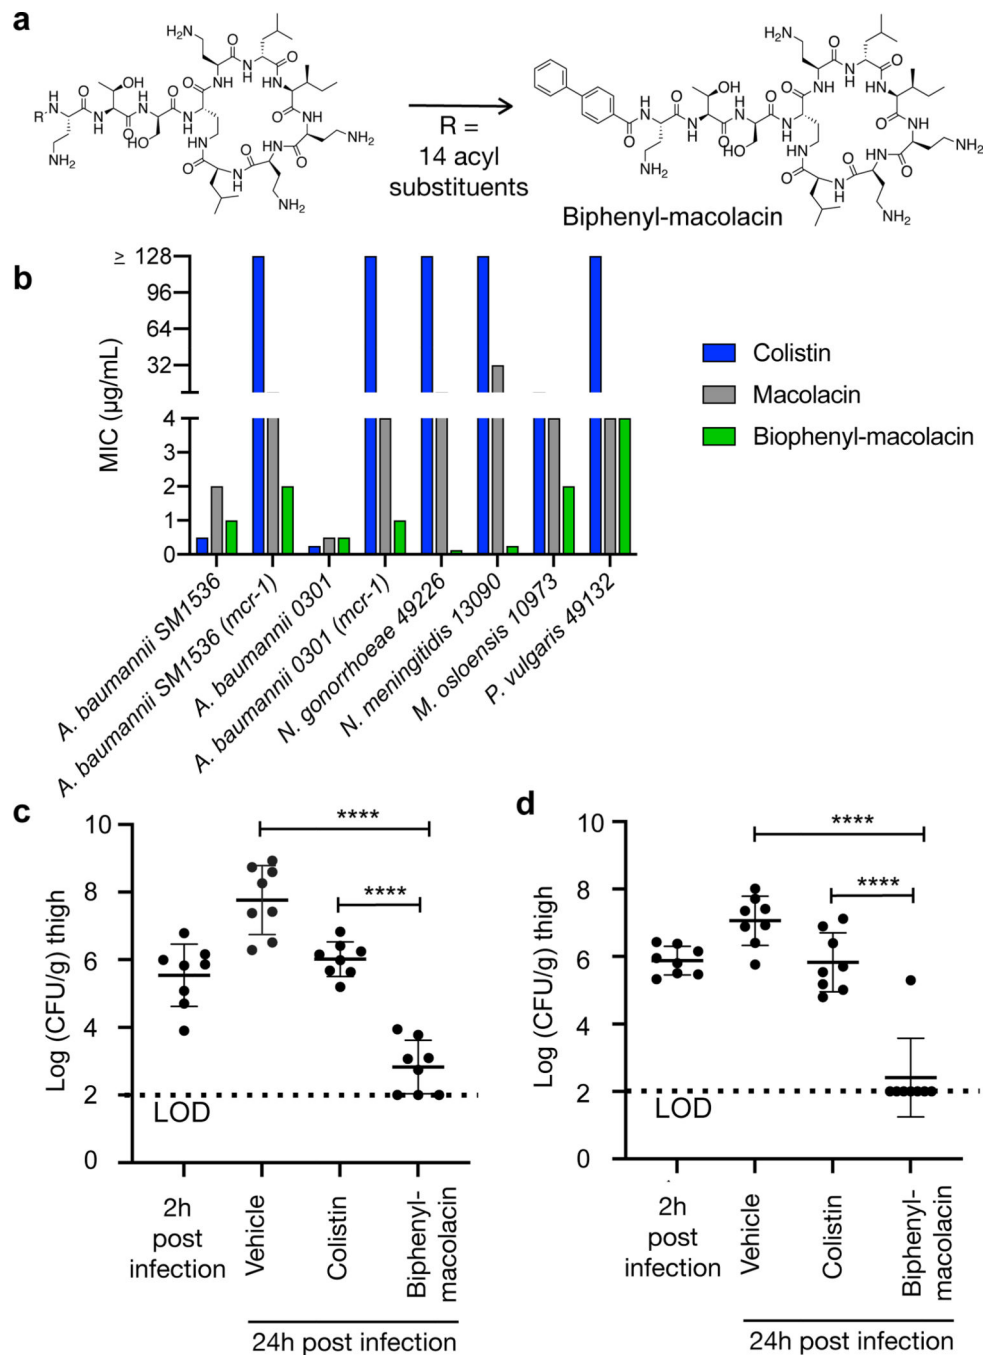 a
R =
14 acyl
substituents
Biphenyl-macolacin
b
MIC (µg/mL)
≥ 128
96
64
32
4
2
1
0
Colistin
Macolacin
Biophenyl-macolacin
A. baumannii SM1536
A. baumannii SM1536 (mcr-1)
A. baumannii 0301
A. baumannii 0301 (mcr-1)
N. gonorrhoeae 49226
N. meningitidis 13090
M. osloensis 10973
P. vulgaris 49132
c
Log (CFU/g) thigh
10
8
6
4
2
0
****
****
LOD
2h
post
infection
Vehicle
Colistin
Biphenyl-
macolacin
24h post infection
d
Log (CFU/g) thigh
10
8
6
4
2
0
****
****
LOD
2h
post
infection
Vehicle
Colistin
Biphenyl-
macolacin
24h post infection